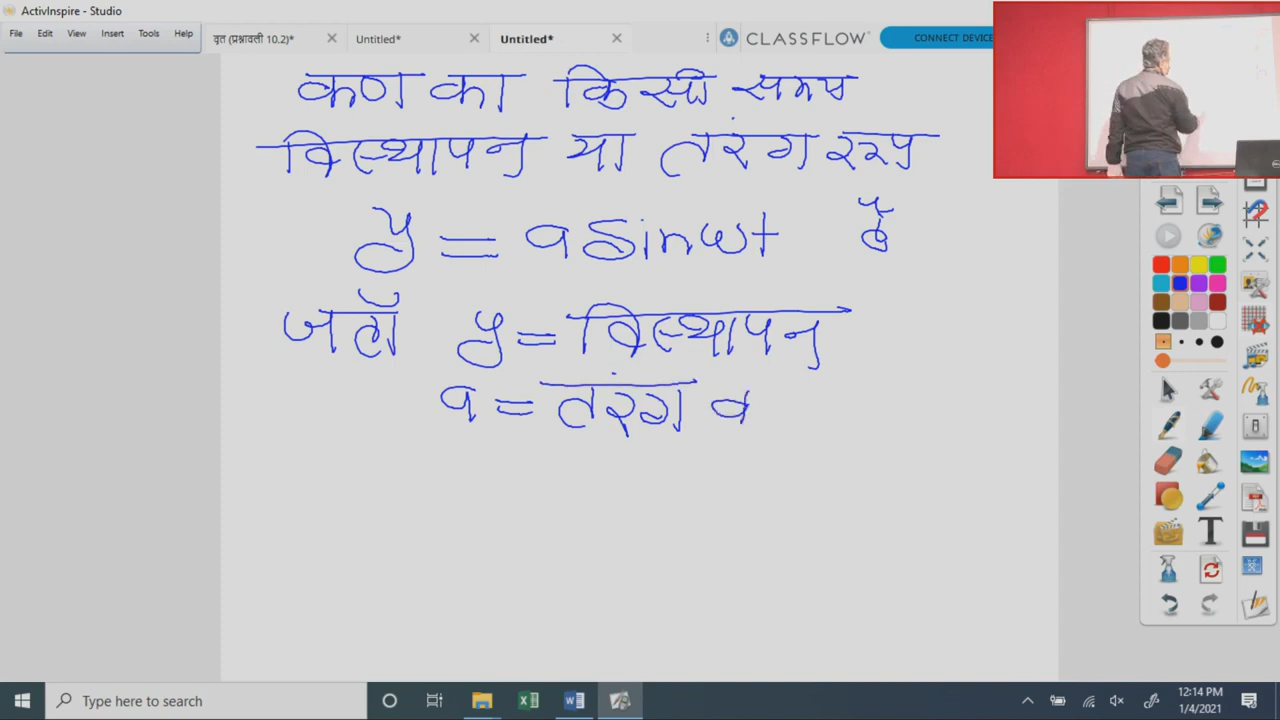 ActivInspire - Studio
File Edit View Insert Tools Help
वृत (प्रश्नावली 10.2)* Untitled* Untitled* CLASSFLOW CONNECT DEVICE
कण का किसी समय
विस्थापन या तरंग रूप
y = a sin ωt है
जहाँ y = विस्थापन
a = तरंग क
Type here to search
12:14 PM
1/4/2021